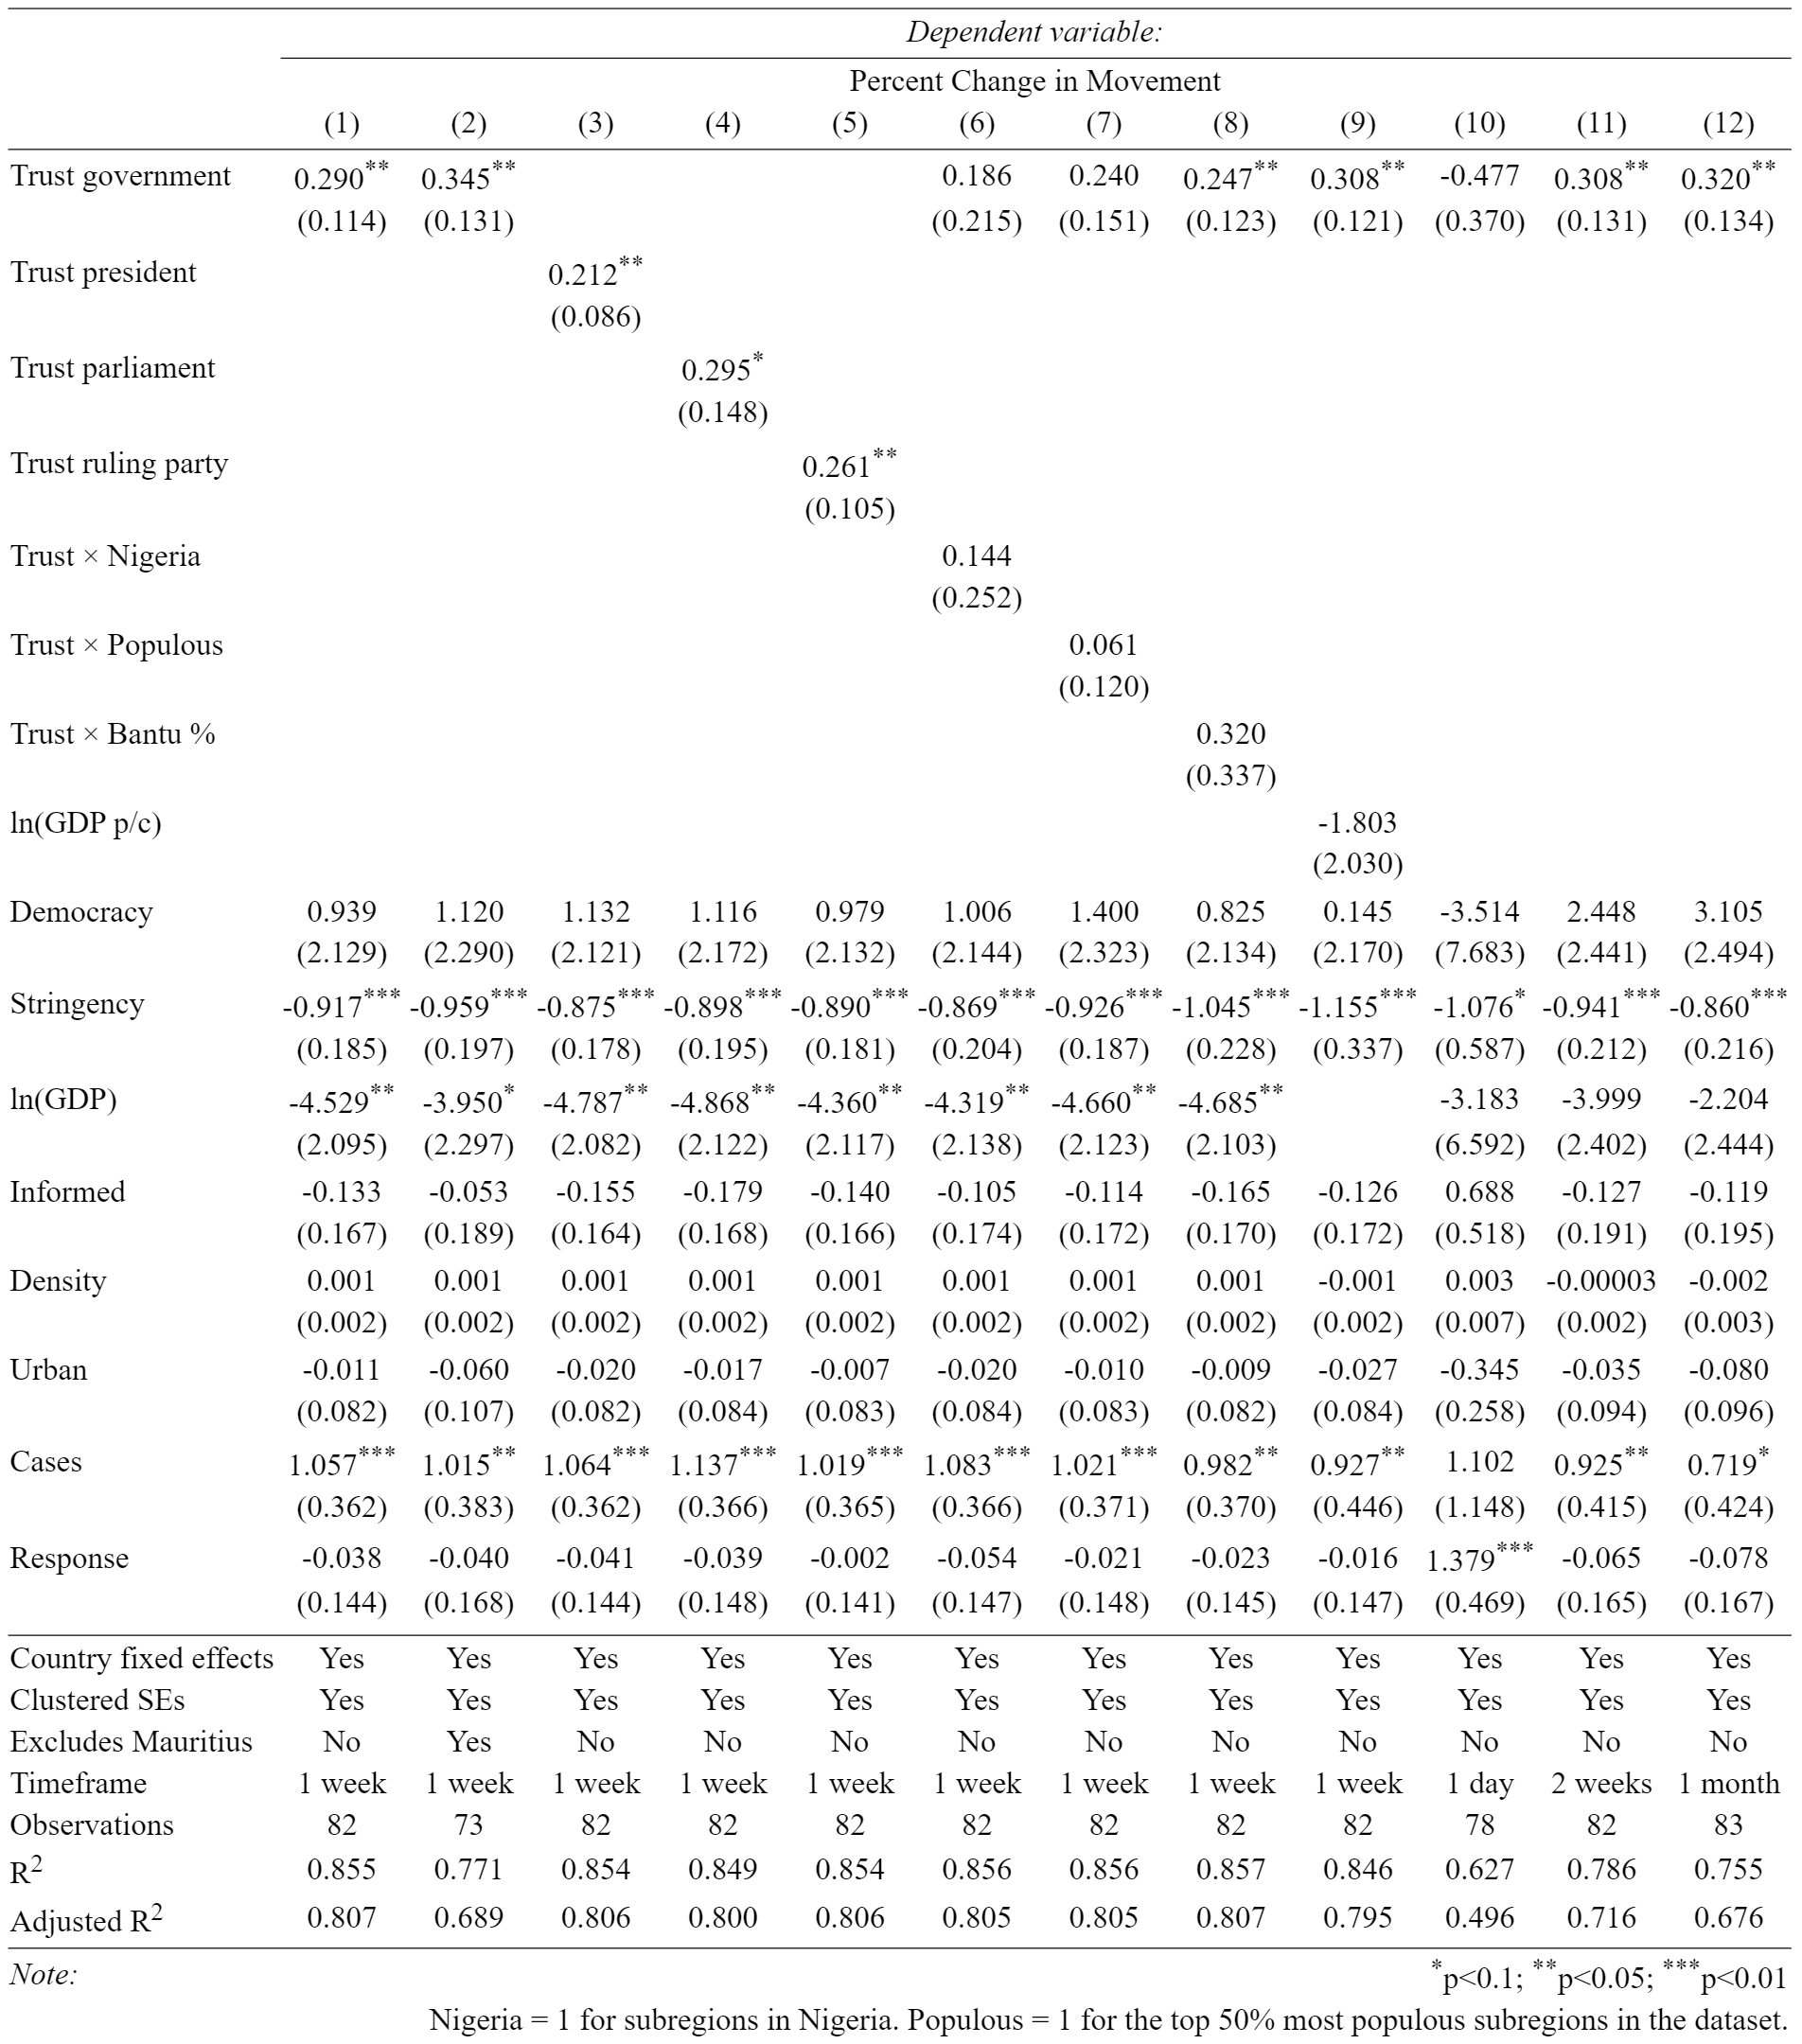 Dependent variable:
Percent Change in Movement
(1) (2) (3) (4) (5) (6) (7) (8) (9) (10) (11) (12)
Trust government 0.290** 0.345** 0.186 0.240 0.247** 0.308** -0.477 0.308** 0.320**
(0.114) (0.131) (0.215) (0.151) (0.123) (0.121) (0.370) (0.131) (0.134)
Trust president 0.212**
(0.086)
Trust parliament 0.295*
(0.148)
Trust ruling party 0.261**
(0.105)
Trust × Nigeria 0.144
(0.252)
Trust × Populous 0.061
(0.120)
Trust × Bantu % 0.320
(0.337)
ln(GDP p/c) -1.803
(2.030)
Democracy 0.939 1.120 1.132 1.116 0.979 1.006 1.400 0.825 0.145 -3.514 2.448 3.105
(2.129) (2.290) (2.121) (2.172) (2.132) (2.144) (2.323) (2.134) (2.170) (7.683) (2.441) (2.494)
Stringency -0.917*** -0.959*** -0.875*** -0.898*** -0.890*** -0.869*** -0.926*** -1.045*** -1.155*** -1.076* -0.941*** -0.860***
(0.185) (0.197) (0.178) (0.195) (0.181) (0.204) (0.187) (0.228) (0.337) (0.587) (0.212) (0.216)
ln(GDP) -4.529** -3.950* -4.787** -4.868** -4.360** -4.319** -4.660** -4.685** -3.183 -3.999 -2.204
(2.095) (2.297) (2.082) (2.122) (2.117) (2.138) (2.123) (2.103) (6.592) (2.402) (2.444)
Informed -0.133 -0.053 -0.155 -0.179 -0.140 -0.105 -0.114 -0.165 -0.126 0.688 -0.127 -0.119
(0.167) (0.189) (0.164) (0.168) (0.166) (0.174) (0.172) (0.170) (0.172) (0.518) (0.191) (0.195)
Density 0.001 0.001 0.001 0.001 0.001 0.001 0.001 0.001 -0.001 0.003 -0.00003 -0.002
(0.002) (0.002) (0.002) (0.002) (0.002) (0.002) (0.002) (0.002) (0.002) (0.007) (0.002) (0.003)
Urban -0.011 -0.060 -0.020 -0.017 -0.007 -0.020 -0.010 -0.009 -0.027 -0.345 -0.035 -0.080
(0.082) (0.107) (0.082) (0.084) (0.083) (0.084) (0.083) (0.082) (0.084) (0.258) (0.094) (0.096)
Cases 1.057*** 1.015** 1.064*** 1.137*** 1.019*** 1.083*** 1.021*** 0.982** 0.927** 1.102 0.925** 0.719*
(0.362) (0.383) (0.362) (0.366) (0.365) (0.366) (0.371) (0.370) (0.446) (1.148) (0.415) (0.424)
Response -0.038 -0.040 -0.041 -0.039 -0.002 -0.054 -0.021 -0.023 -0.016 1.379*** -0.065 -0.078
(0.144) (0.168) (0.144) (0.148) (0.141) (0.147) (0.148) (0.145) (0.147) (0.469) (0.165) (0.167)
Country fixed effects Yes Yes Yes Yes Yes Yes Yes Yes Yes Yes Yes Yes
Clustered SEs Yes Yes Yes Yes Yes Yes Yes Yes Yes Yes Yes Yes
Excludes Mauritius No Yes No No No No No No No No No No
Timeframe 1 week 1 week 1 week 1 week 1 week 1 week 1 week 1 week 1 week 1 day 2 weeks 1 month
Observations 82 73 82 82 82 82 82 82 82 78 82 83
R2 0.855 0.771 0.854 0.849 0.854 0.856 0.856 0.857 0.846 0.627 0.786 0.755
Adjusted R2 0.807 0.689 0.806 0.800 0.806 0.805 0.805 0.807 0.795 0.496 0.716 0.676
Note: *p<0.1; **p<0.05; ***p<0.01
Nigeria = 1 for subregions in Nigeria. Populous = 1 for the top 50% most populous subregions in the dataset.